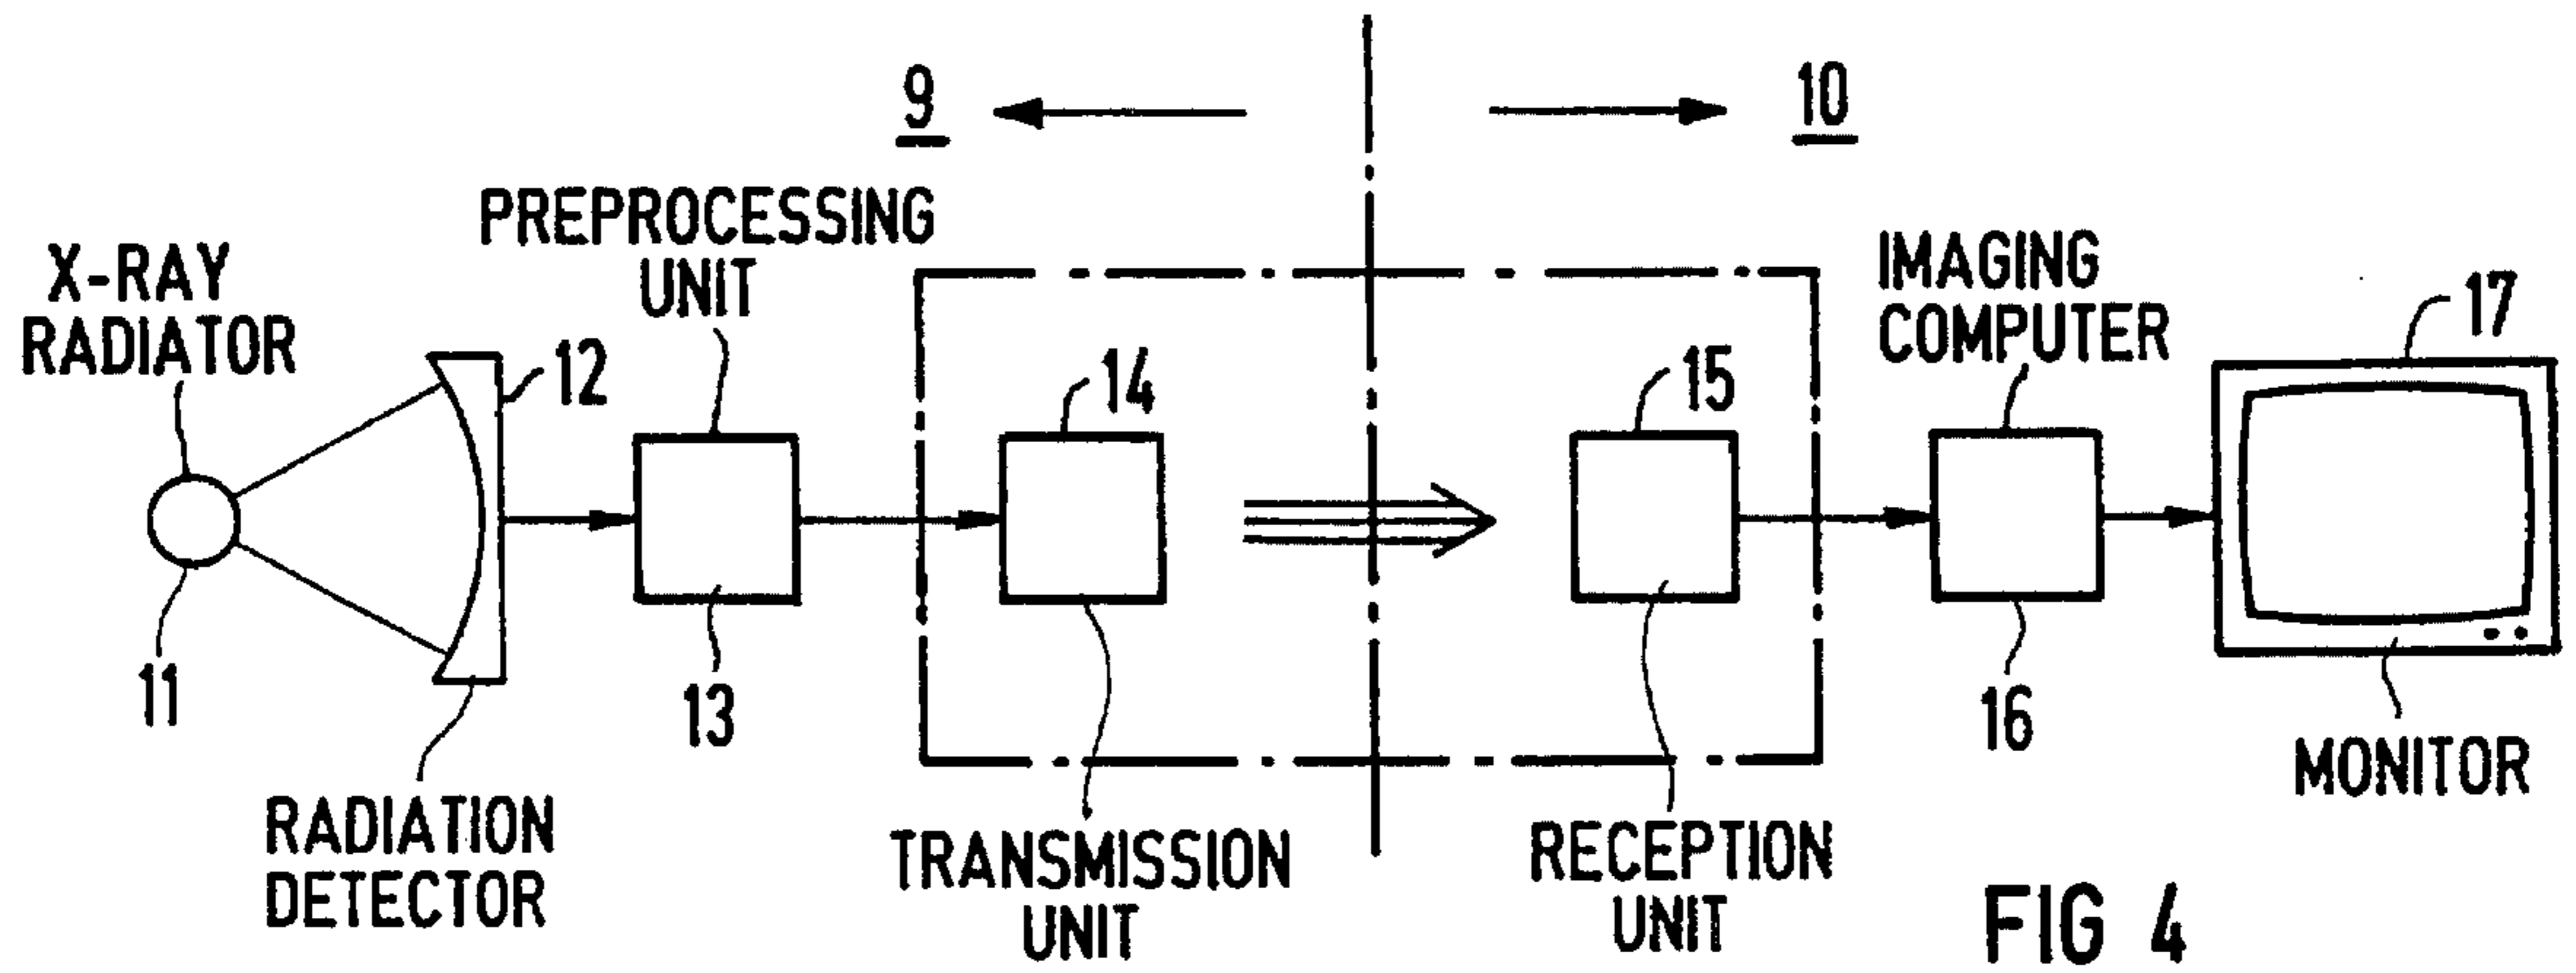 9
10
PREPROCESSING
UNIT
X-RAY
RADIATOR
IMAGING
COMPUTER
12
14
15
17
11
13
16
RADIATION
DETECTOR
TRANSMISSION
UNIT
RECEPTION
UNIT
MONITOR
FIG 4